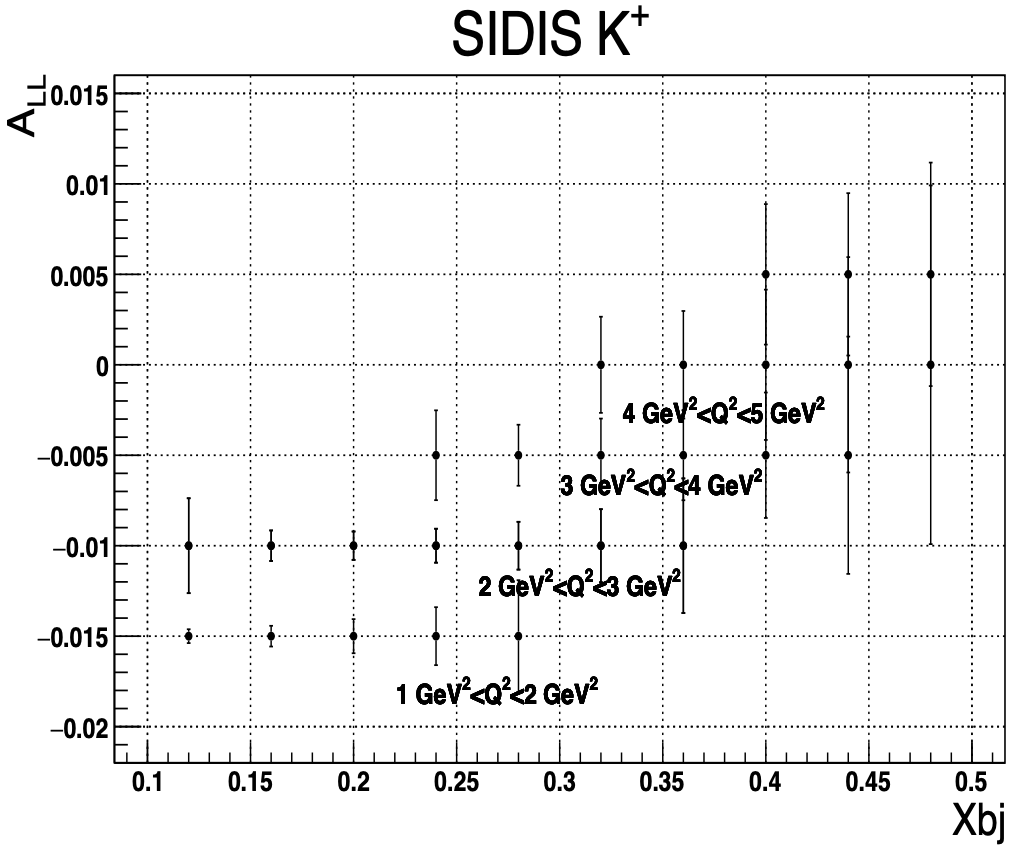 SIDIS K⁺
A_LL
0.015
0.01
0.005
0
−0.005
−0.01
−0.015
−0.02
4 GeV²<Q²<5 GeV²
3 GeV²<Q²<4 GeV²
2 GeV²<Q²<3 GeV²
1 GeV²<Q²<2 GeV²
0.1 0.15 0.2 0.25 0.3 0.35 0.4 0.45 0.5
Xbj